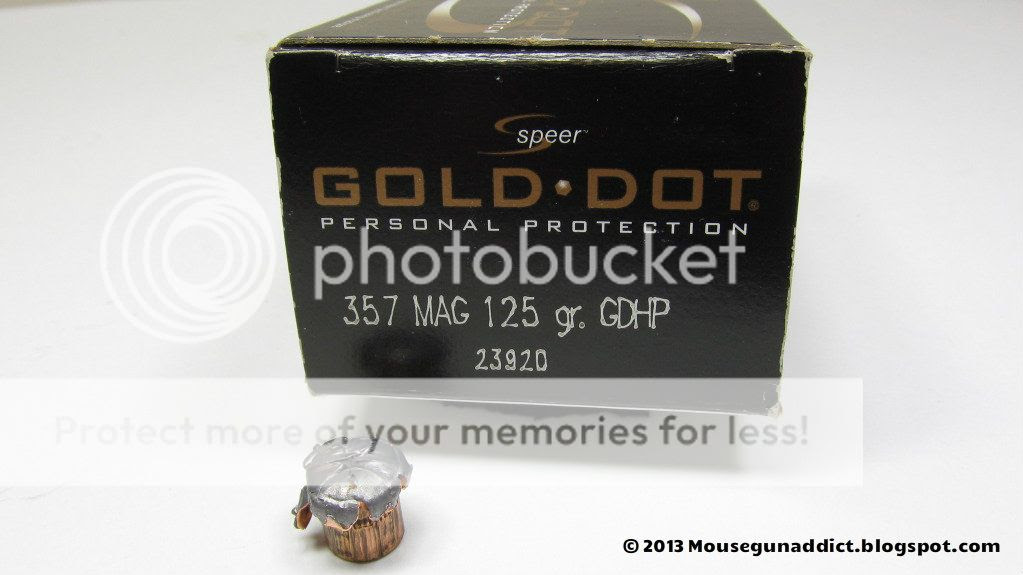 speer™
GOLD·DOT®
PERSONAL PROTECTION
photobucket
357 MAG 125 gr. GDHP
23920
Protect more of your memories for less!
© 2013 Mousegunaddict.blogspot.com